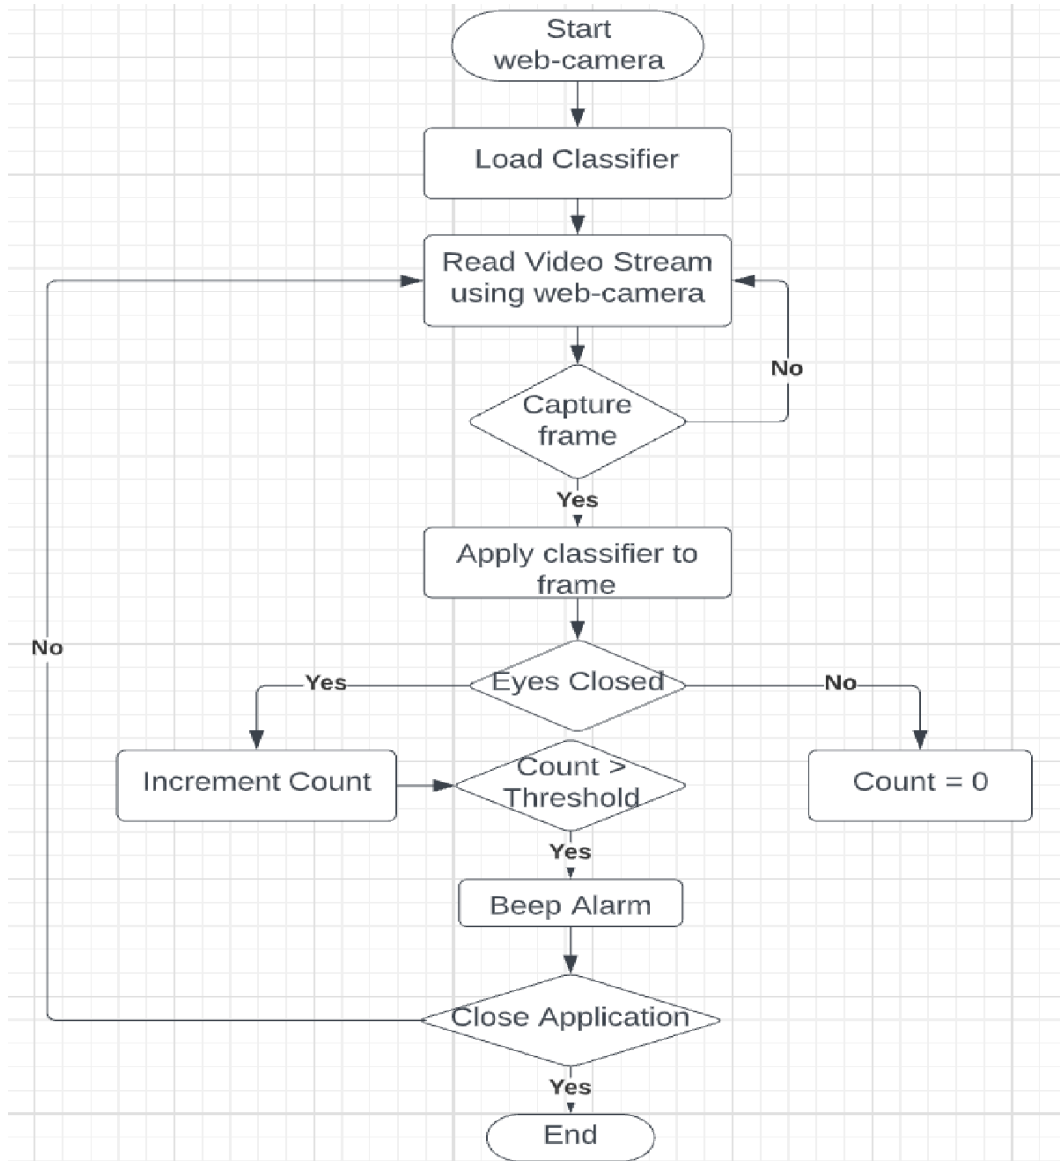 Start
web-camera
Load Classifier
Read Video Stream
using web-camera
No
Capture
frame
Yes
Apply classifier to
frame
No
Eyes Closed
Yes
No
Increment Count
Count >
Threshold
Count = 0
Yes
Beep Alarm
Close Application
Yes
End